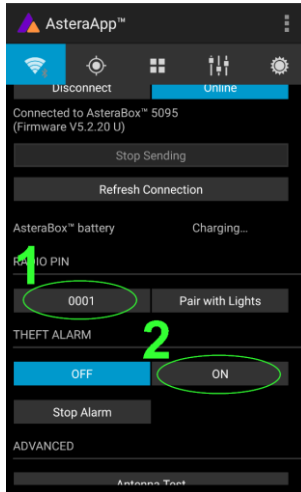 AsteraApp™
Disconnect Online
Connected to AsteraBox™ 5095
(Firmware V5.2.20 U)
Stop Sending
Refresh Connection
AsteraBox™ battery Charging...
1
RADIO PIN
0001 Pair with Lights
THEFT ALARM 2
OFF ON
Stop Alarm
ADVANCED
Antenna Test